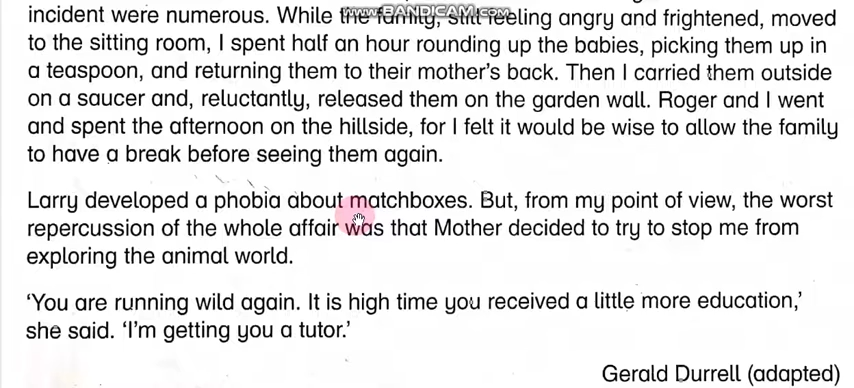 incident were numerous. While the family, still feeling angry and frightened, moved
www.BANDICAM.com
to the sitting room, I spent half an hour rounding up the babies, picking them up in
a teaspoon, and returning them to their mother's back. Then I carried them outside
on a saucer and, reluctantly, released them on the garden wall. Roger and I went
and spent the afternoon on the hillside, for I felt it would be wise to allow the family
to have a break before seeing them again.
Larry developed a phobia about matchboxes. But, from my point of view, the worst
repercussion of the whole affair was that Mother decided to try to stop me from
exploring the animal world.
'You are running wild again. It is high time you received a little more education,'
she said. 'I'm getting you a tutor.'
Gerald Durrell (adapted)